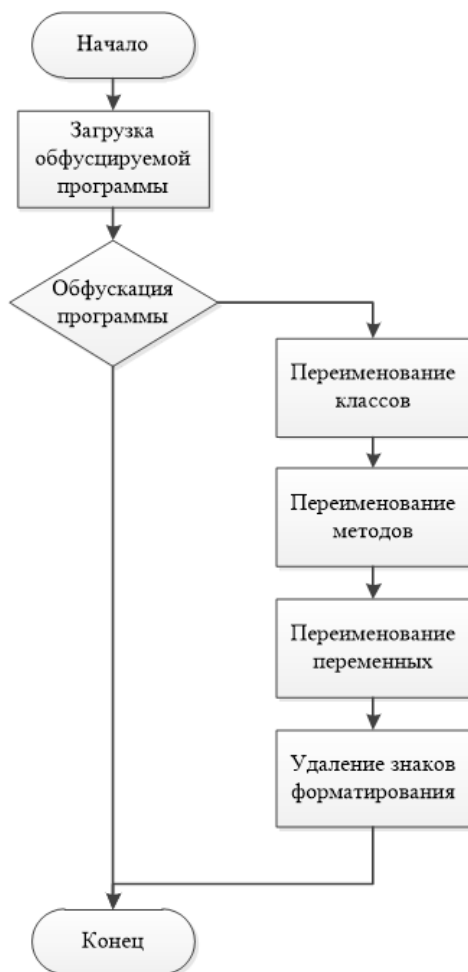 Начало
Загрузка
обфусцируемой
программы
Обфускация
программы
Переименование
классов
Переименование
методов
Переименование
переменных
Удаление знаков
форматирования
Конец